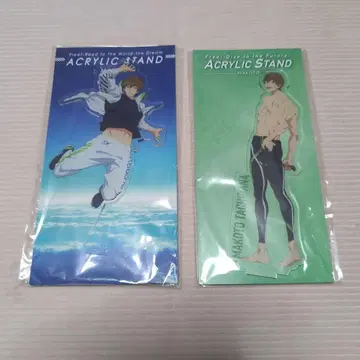 Free!-Road to the World-the Dream
ACRYLIC STAND
Free!-Dive to the Future-
ACRYLIC STAND
MAKOTO TACHIBANA